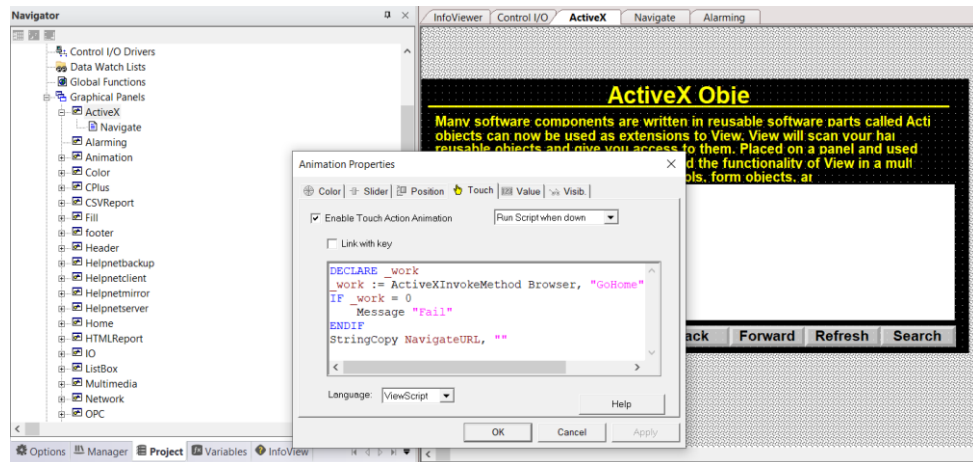 Navigator
InfoViewer Control I/O ActiveX Navigate Alarming
Control I/O Drivers
Data Watch Lists
Global Functions
Graphical Panels
ActiveX
Navigate
Alarming
Animation
Color
CPlus
CSVReport
Fill
footer
Header
Helpnetbackup
Helpnetclient
Helpnetmirror
Helpnetserver
Home
HTMLReport
IO
ListBox
Multimedia
Network
OPC
Options Manager Project Variables InfoView
ActiveX Obje
Many software components are written in reusable software parts called Acti
objects can now be used as extensions to View. View will scan your har
reusable objects and give you access to them. Placed on a panel and used
d the functionality of View in a mult
ols, form objects, ar
ack Forward Refresh Search
Animation Properties
Color Slider Position Touch Value Visib.
Enable Touch Action Animation Run Script when down
Link with key
DECLARE _work
_work := ActiveXInvokeMethod Browser, "GoHome"
IF _work = 0
Message "Fail"
ENDIF
StringCopy NavigateURL, ""
Language: ViewScript
Help
OK Cancel Apply